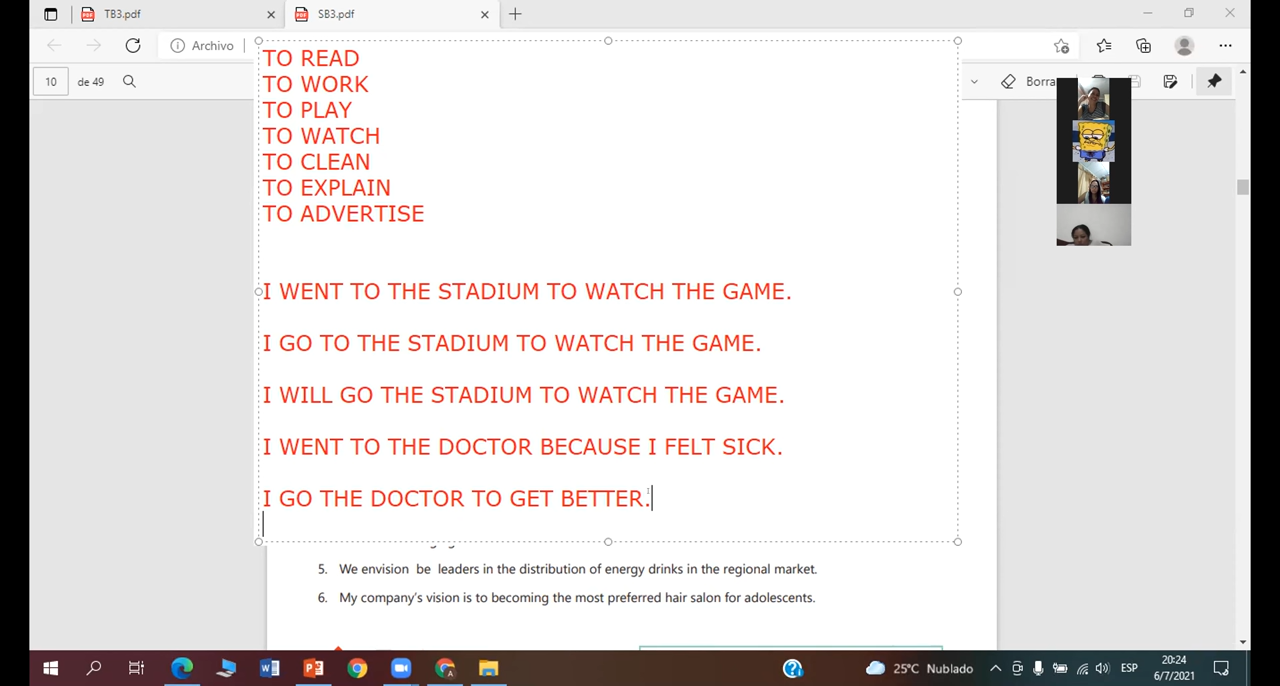 TB3.pdf
SB3.pdf
Archivo
10 de 49
Borra
TO READ
TO WORK
TO PLAY
TO WATCH
TO CLEAN
TO EXPLAIN
TO ADVERTISE
I WENT TO THE STADIUM TO WATCH THE GAME.
I GO TO THE STADIUM TO WATCH THE GAME.
I WILL GO THE STADIUM TO WATCH THE GAME.
I WENT TO THE DOCTOR BECAUSE I FELT SICK.
I GO THE DOCTOR TO GET BETTER.
5. We envision be leaders in the distribution of energy drinks in the regional market.
6. My company's vision is to becoming the most preferred hair salon for adolescents.
25°C Nublado
ESP
20:24
6/7/2021